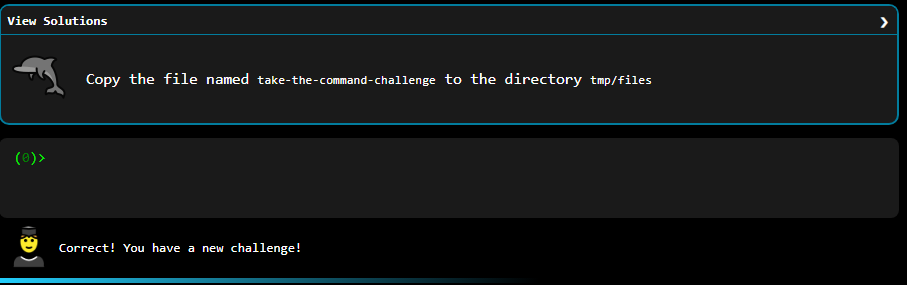 View Solutions
Copy the file named take-the-command-challenge to the directory tmp/files
(0)>
Correct! You have a new challenge!